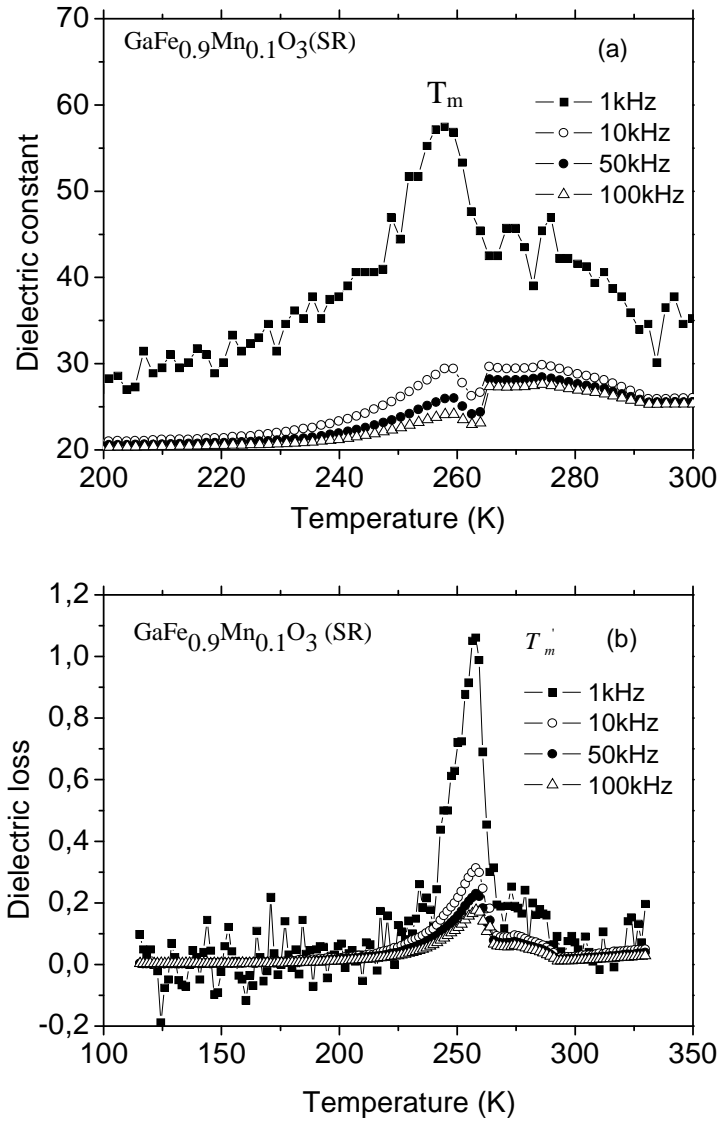 70
GaFe0.9Mn0.1O3(SR)
(a)
Tm
1kHz
10kHz
50kHz
100kHz
60
50
40
30
20
Dielectric constant
200 220 240 260 280 300
Temperature (K)
1,2
GaFe0.9Mn0.1O3 (SR)
T'm
(b)
1kHz
10kHz
50kHz
100kHz
1,0
0,8
0,6
0,4
0,2
0,0
-0,2
Dielectric loss
100 150 200 250 300 350
Temperature (K)